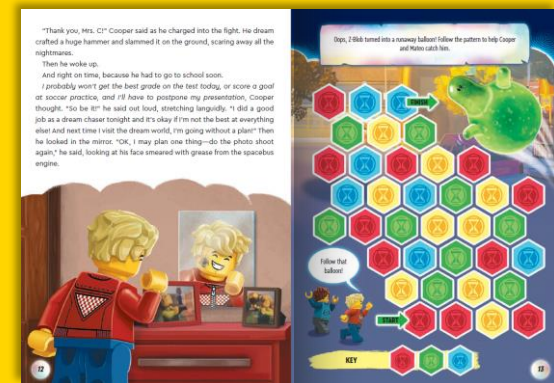 "Thank you, Mrs. C!" Cooper said as he charged into the fight. He dream
crafted a huge hammer and slammed it on the ground, scaring away all the
nightmares.
Then he woke up.
And right on time, because he had to go to school soon.
I probably won't get the best grade on the test today, or score a goal
at soccer practice, and I'll have to postpone my presentation, Cooper
thought. "So be it!" he said out loud, stretching languidly. "I did a good
job as a dream chaser tonight and it's okay if I'm not the best at everything
else! And next time I visit the dream world, I'm going without a plan!" Then
he looked in the mirror. "OK, I may plan one thing—do the photo shoot
again," he said, looking at his face smeared with grease from the spacebus
engine.
12
Oops, Z-Blob turned into a runaway balloon! Follow the pattern to help Cooper
and Mateo catch him.
FINISH
Follow that
balloon!
START
KEY
13